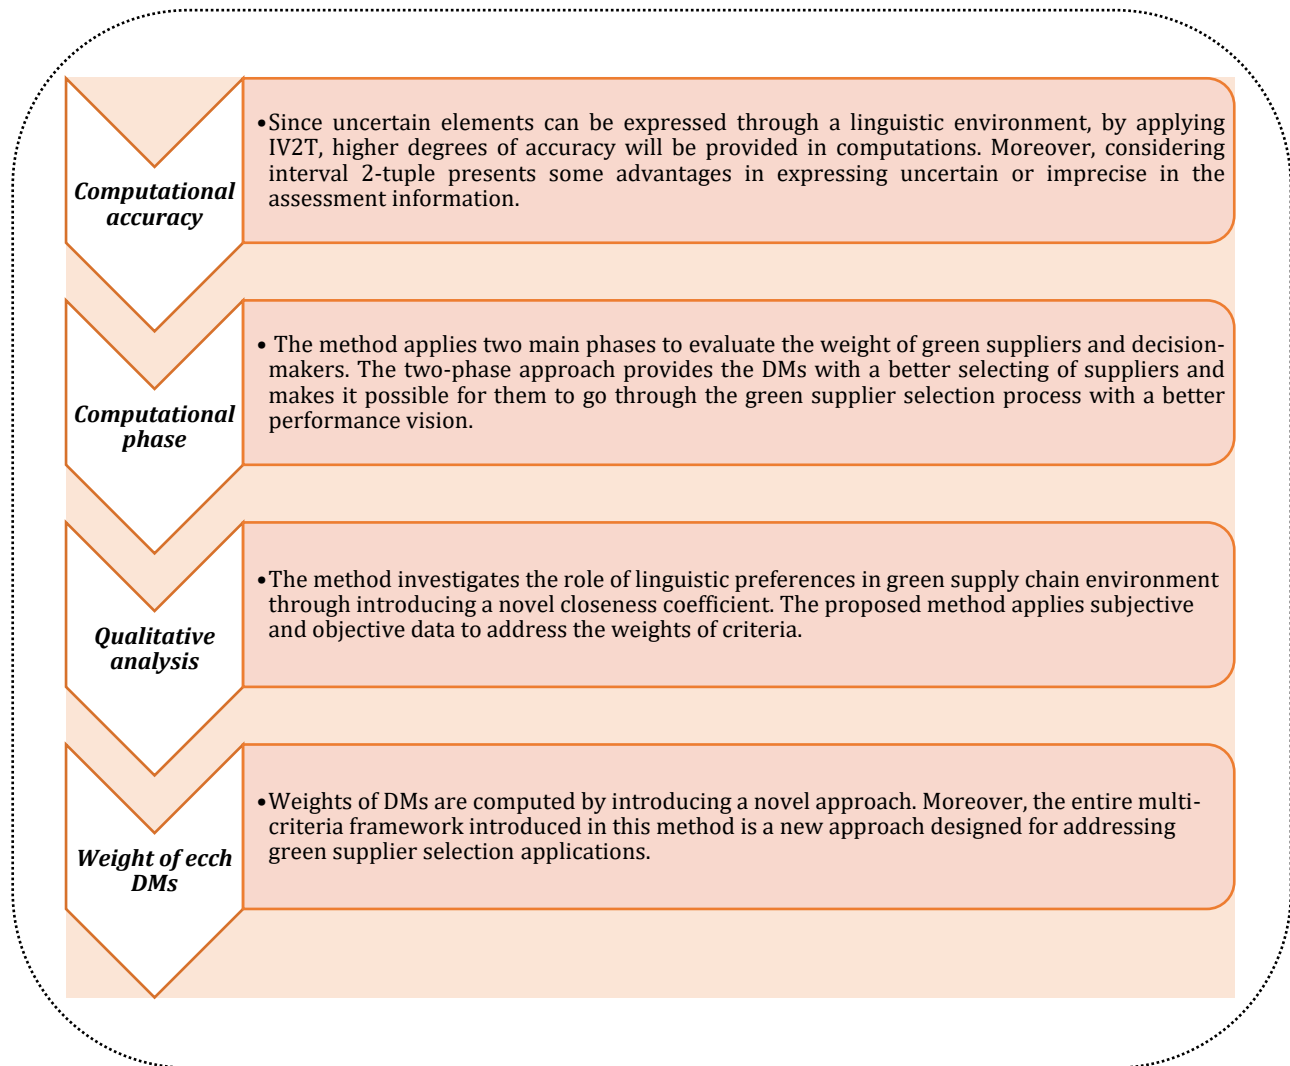 Computational
accuracy
•Since uncertain elements can be expressed through a linguistic environment, by applying
IV2T, higher degrees of accuracy will be provided in computations. Moreover, considering
interval 2-tuple presents some advantages in expressing uncertain or imprecise in the
assessment information.
Computational
phase
• The method applies two main phases to evaluate the weight of green suppliers and decision-
makers. The two-phase approach provides the DMs with a better selecting of suppliers and
makes it possible for them to go through the green supplier selection process with a better
performance vision.
Qualitative
analysis
•The method investigates the role of linguistic preferences in green supply chain environment
through introducing a novel closeness coefficient. The proposed method applies subjective
and objective data to address the weights of criteria.
Weight of ecch
DMs
•Weights of DMs are computed by introducing a novel approach. Moreover, the entire multi-
criteria framework introduced in this method is a new approach designed for addressing
green supplier selection applications.